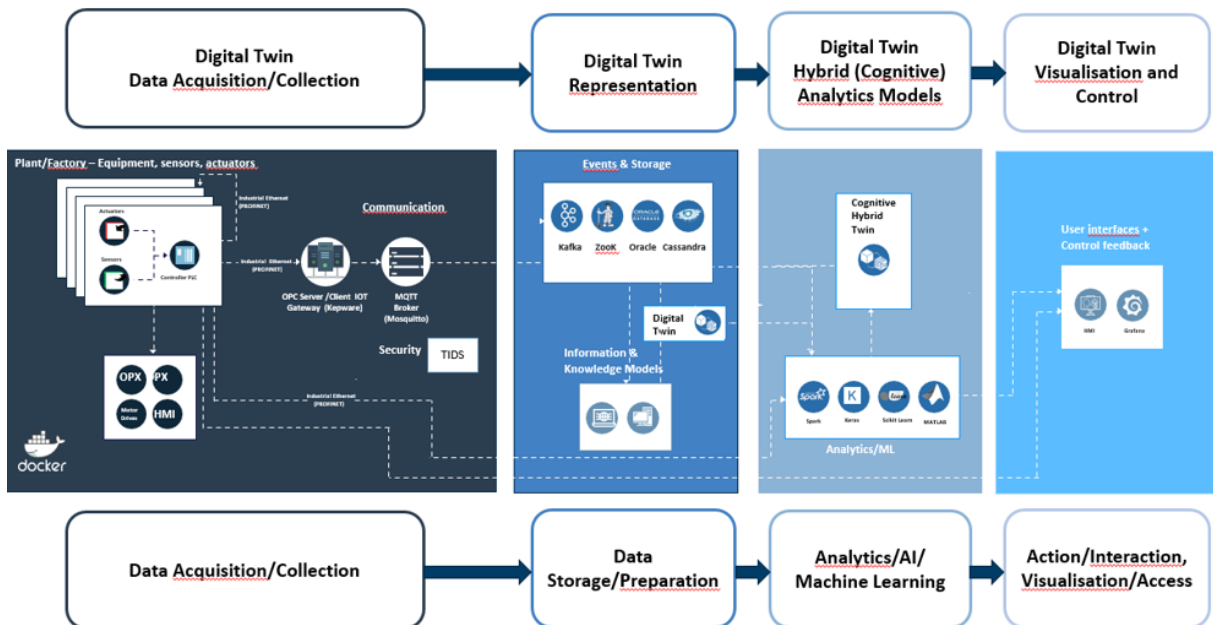 Digital Twin
Data Acquisition/Collection
Digital Twin
Representation
Digital Twin
Hybrid (Cognitive)
Analytics Models
Digital Twin
Visualisation and
Control
Plant/Factory – Equipment, sensors, actuators
Actuators
Sensors
Controller PLC
Industrial Ethernet
(PROFINET)
Communication
Industrial Ethernet
(PROFINET)
OPC Server /Client IOT
Gateway (Kepware)
MQTT
Broker
(Mosquitto)
Security
TIDS
OPX
PX
Motor
Drives
HMI
Industrial Ethernet
(PROFINET)
docker
Events & Storage
ORACLE
DATABASE
Kafka
ZooK
Oracle
Cassandra
Digital
Twin
Information &
Knowledge Models
Cognitive
Hybrid
Twin
Spark
K
Spark
Keras
Scikit Learn
MATLAB
Analytics/ML
User interfaces +
Control feedback
HMI
Grafana
Data Acquisition/Collection
Data
Storage/Preparation
Analytics/AI/
Machine Learning
Action/Interaction,
Visualisation/Access